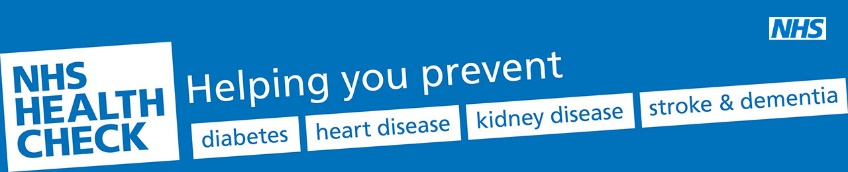 NHS
NHS
HEALTH
CHECK
Helping you prevent
diabetes heart disease kidney disease stroke & dementia